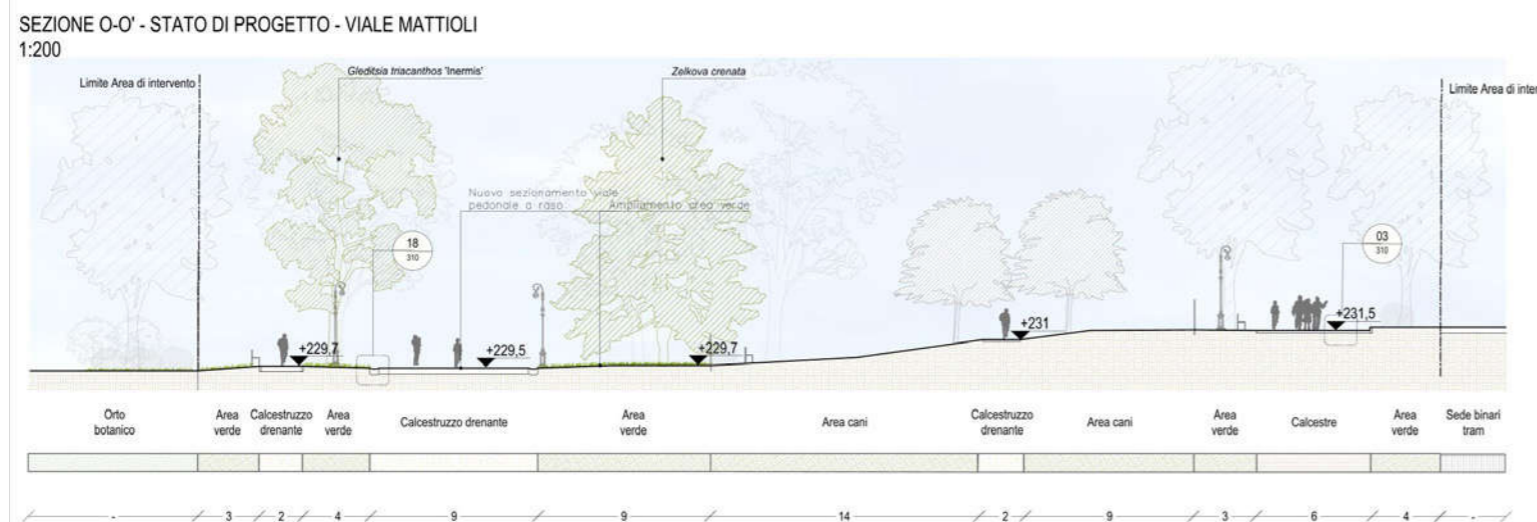 SEZIONE O-O' - STATO DI PROGETTO - VIALE MATTIOLI
1:200
Limite Area di intervento
Gleditsia triacanthos 'Inermis'
Zelkova crenata
Limite Area di inter
Nuovo sezionamento viale
pedonale a raso
Ampliamento area verde
18
310
03
310
+229,7
+229,5
+229,7
+231
+231,5
Orto
botanico
Area
verde
Calcestruzzo
drenante
Area
verde
Calcestruzzo drenante
Area
verde
Area cani
Calcestruzzo
drenante
Area cani
Area
verde
Calcestre
Area
verde
Sede binari
tram
- 3 2 4 9 9 14 2 9 3 6 4 -